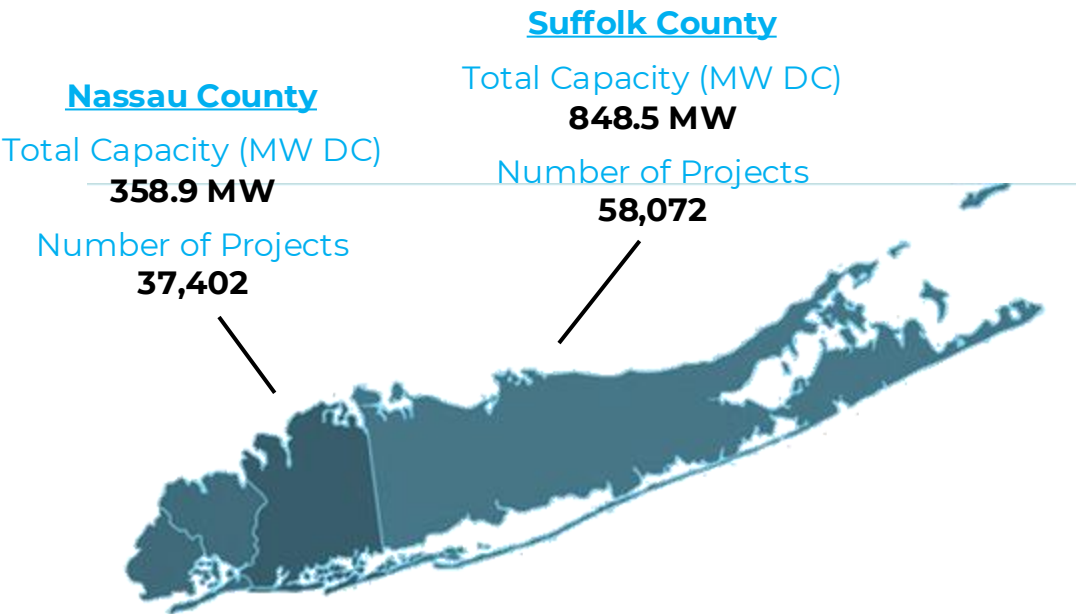 Suffolk County
Total Capacity (MW DC)
848.5 MW
Number of Projects
58,072
Nassau County
Total Capacity (MW DC)
358.9 MW
Number of Projects
37,402